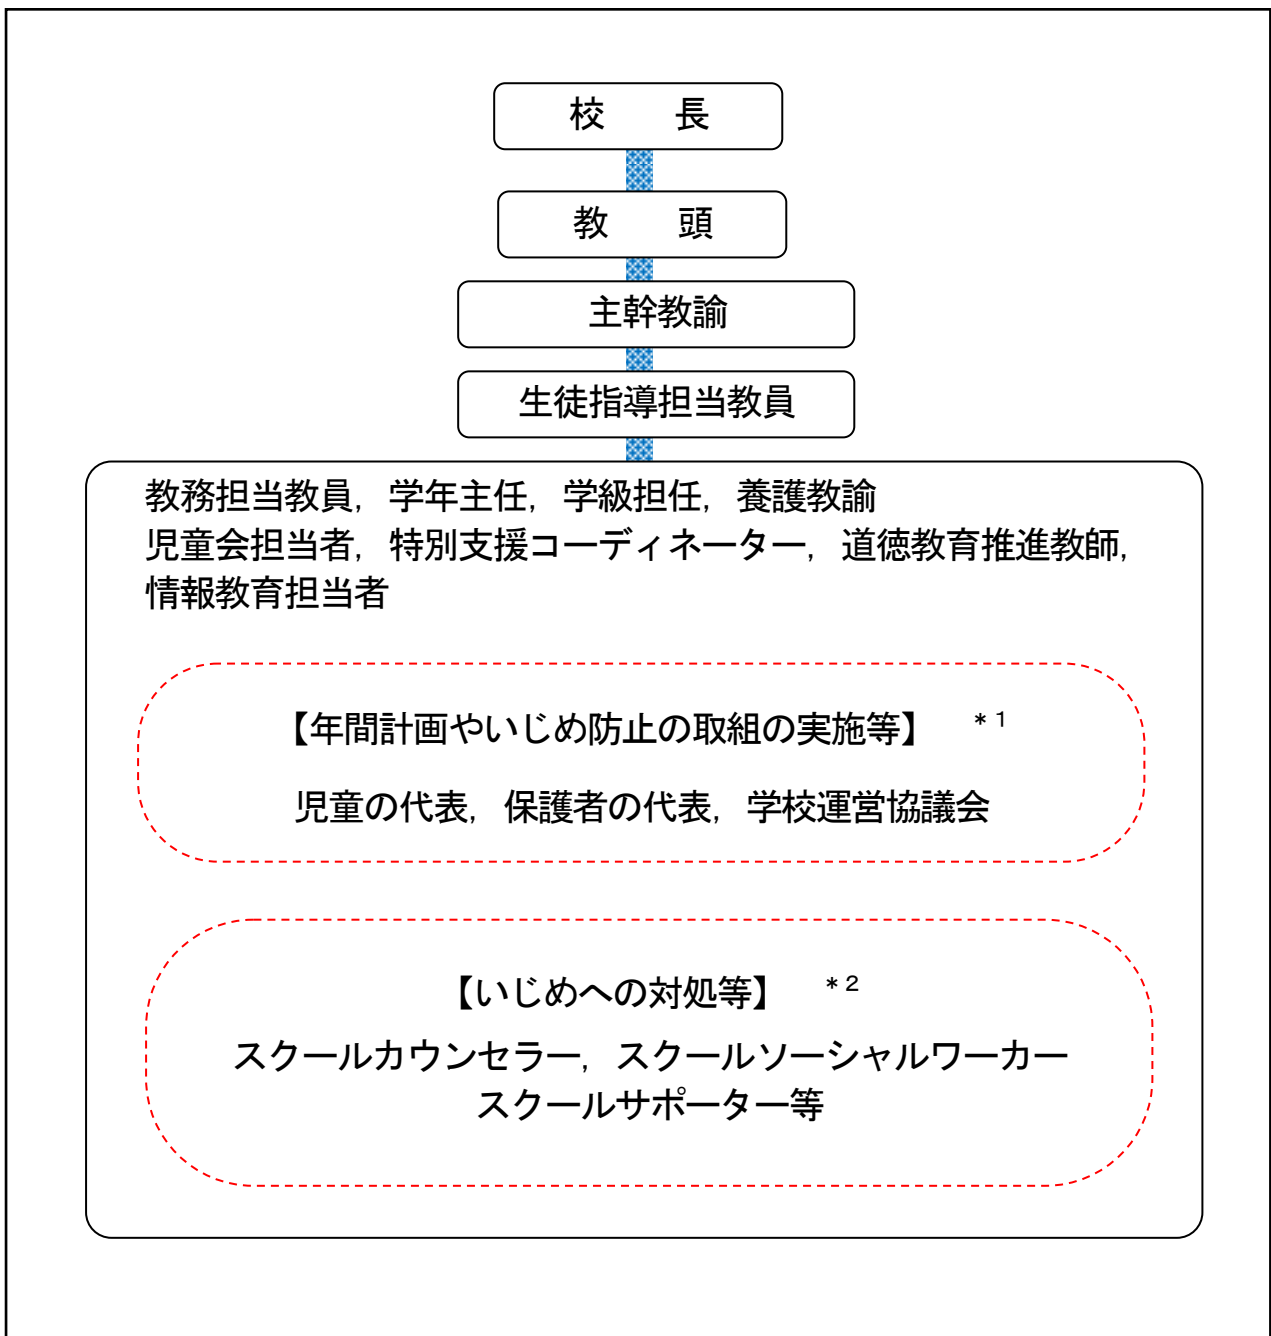 校　　長
教　　頭
主幹教諭
生徒指導担当教員
教務担当教員，学年主任，学級担任，養護教諭
児童会担当者，特別支援コーディネーター，道徳教育推進教師，
情報教育担当者
【年間計画やいじめ防止の取組の実施等】　＊１
児童の代表，保護者の代表，学校運営協議会
【いじめへの対処等】　＊２
スクールカウンセラー，スクールソーシャルワーカー
スクールサポーター等